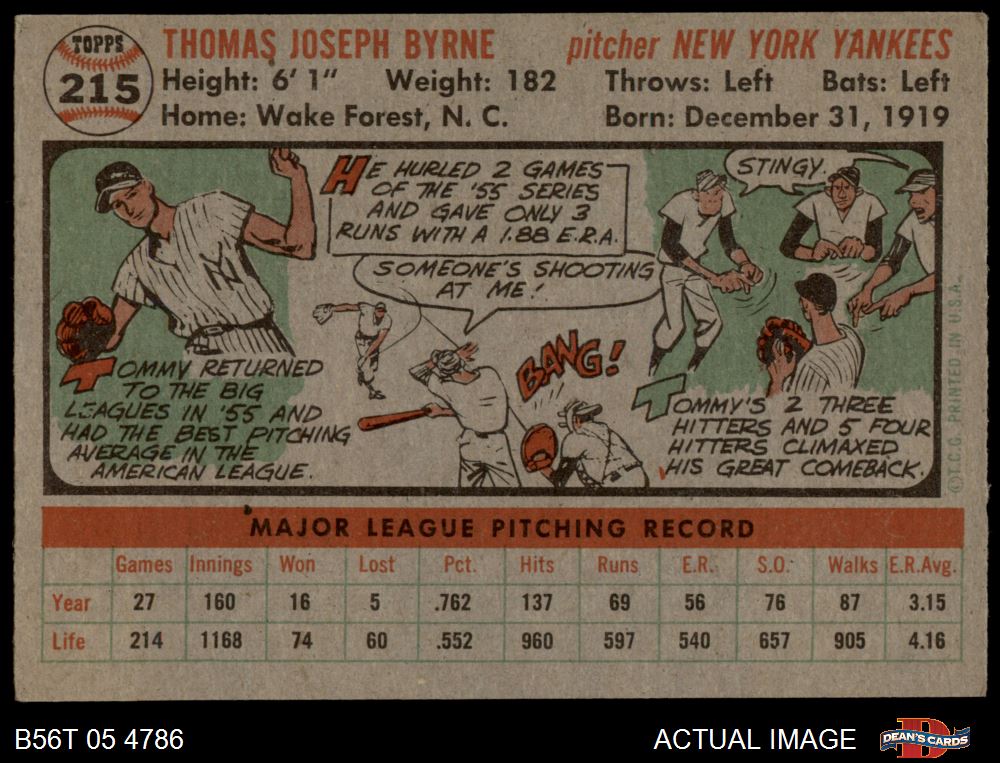 TOPPS
215
THOMAS JOSEPH BYRNE pitcher NEW YORK YANKEES
Height: 6' 1" Weight: 182 Throws: Left Bats: Left
Home: Wake Forest, N. C. Born: December 31, 1919
HE HURLED 2 GAMES
OF THE '55 SERIES
AND GAVE ONLY 3
RUNS WITH A 1.88 E.R.A.
STINGY.
SOMEONE'S SHOOTING
AT ME!
BANG!
NY
TOMMY RETURNED
TO THE BIG
LEAGUES IN '55 AND
HAD THE BEST PITCHING
AVERAGE IN THE
AMERICAN LEAGUE.
TOMMY'S 2 THREE
HITTERS AND 5 FOUR
HITTERS CLIMAXED
HIS GREAT COMEBACK.
©T.C.G. PRINTED IN U.S.A.
MAJOR LEAGUE PITCHING RECORD
Games Innings Won Lost Pct. Hits Runs E.R. S.O. Walks E.R.Avg.
Year 27 160 16 5 .762 137 69 56 76 87 3.15
Life 214 1168 74 60 .552 960 597 540 657 905 4.16
B56T 05 4786 ACTUAL IMAGE
D
DEAN'S CARDS